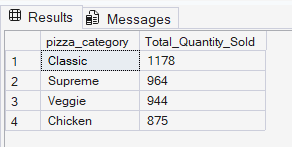 Results Messages
pizza_category Total_Quantity_Sold
1 Classic 1178
2 Supreme 964
3 Veggie 944
4 Chicken 875